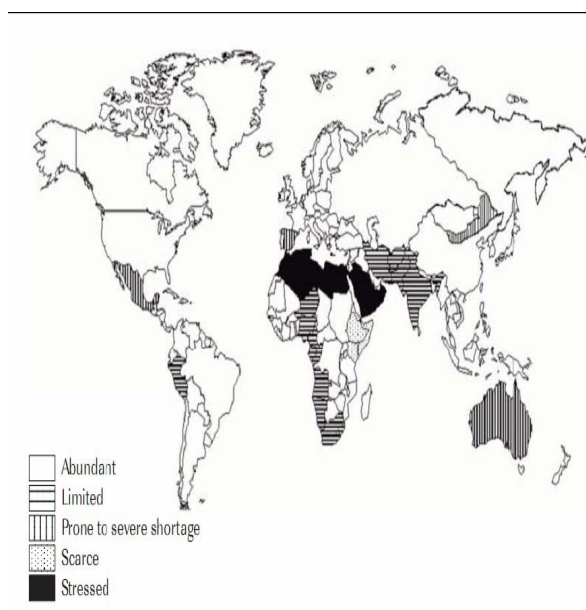 Abundant
Limited
Prone to severe shortage
Scarce
Stressed